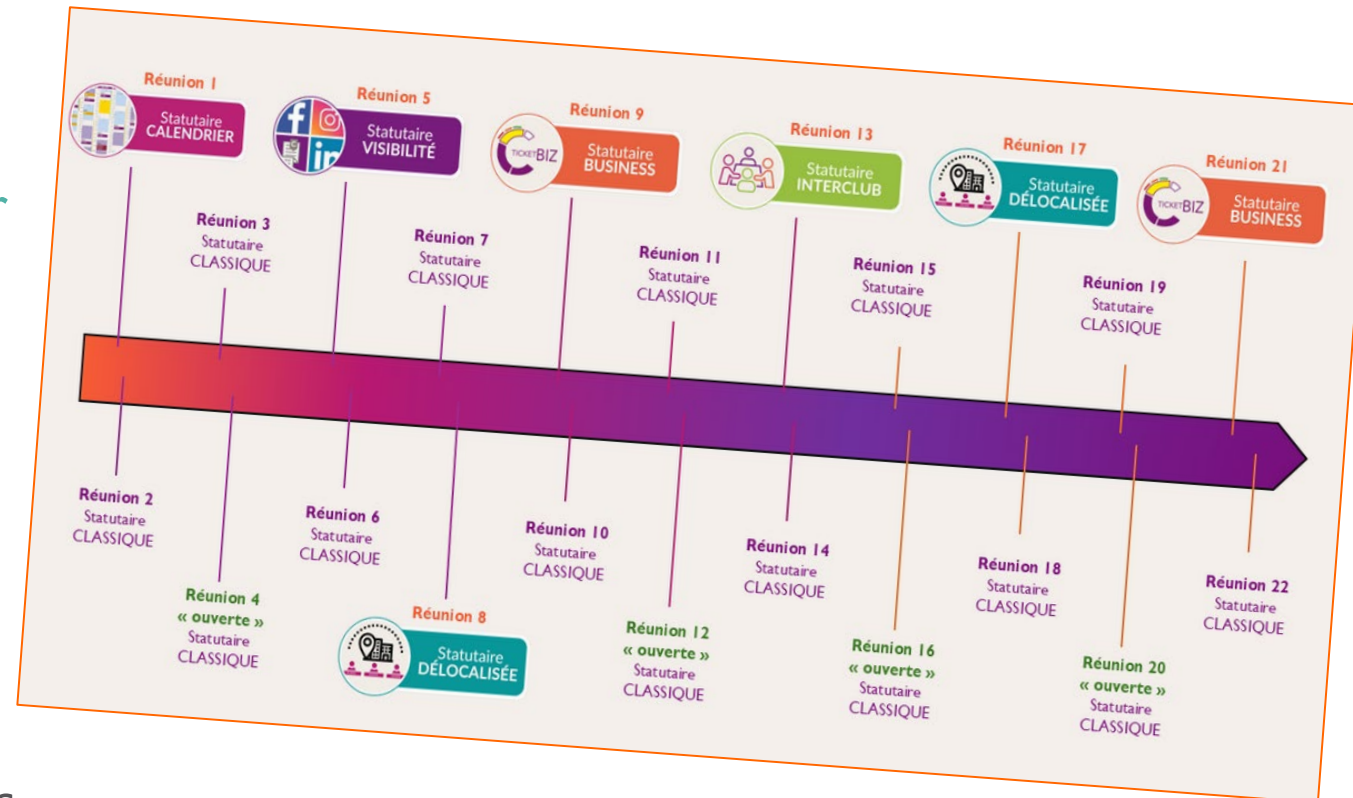 Réunion 1
Statutaire
CALENDRIER
Réunion 2
Statutaire
CLASSIQUE
Réunion 3
Statutaire
CLASSIQUE
Réunion 4
« ouverte »
Statutaire
CLASSIQUE
Réunion 5
Statutaire
VISIBILITÉ
Réunion 6
Statutaire
CLASSIQUE
Réunion 7
Statutaire
CLASSIQUE
Réunion 8
Statutaire
DÉLOCALISÉE
Réunion 9
TICKETBIZ
Statutaire
BUSINESS
Réunion 10
Statutaire
CLASSIQUE
Réunion 11
Statutaire
CLASSIQUE
Réunion 12
« ouverte »
Statutaire
CLASSIQUE
Réunion 13
Statutaire
INTERCLUB
Réunion 14
Statutaire
CLASSIQUE
Réunion 15
Statutaire
CLASSIQUE
Réunion 16
« ouverte »
Statutaire
CLASSIQUE
Réunion 17
Statutaire
DÉLOCALISÉE
Réunion 18
Statutaire
CLASSIQUE
Réunion 19
Statutaire
CLASSIQUE
Réunion 20
« ouverte »
Statutaire
CLASSIQUE
Réunion 21
TICKETBIZ
Statutaire
BUSINESS
Réunion 22
Statutaire
CLASSIQUE